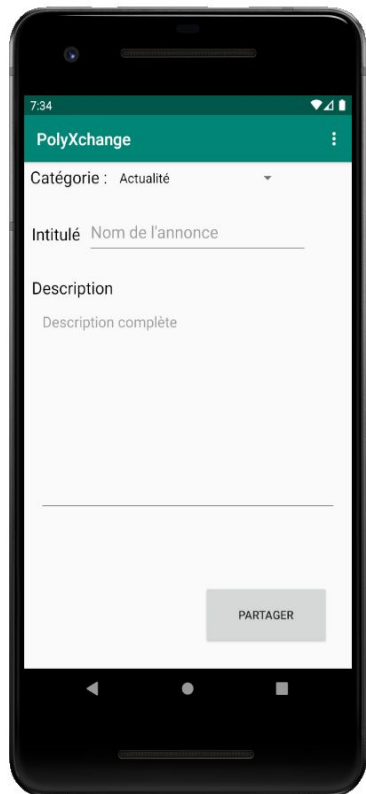 7:34
PolyXchange
Catégorie : Actualité
Intitulé Nom de l'annonce
Description
Description complète
PARTAGER